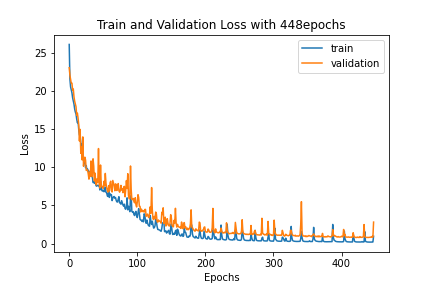 Train and Validation Loss with 448epochs
train
validation
Loss
25
20
15
10
5
0
0
100
200
300
400
Epochs